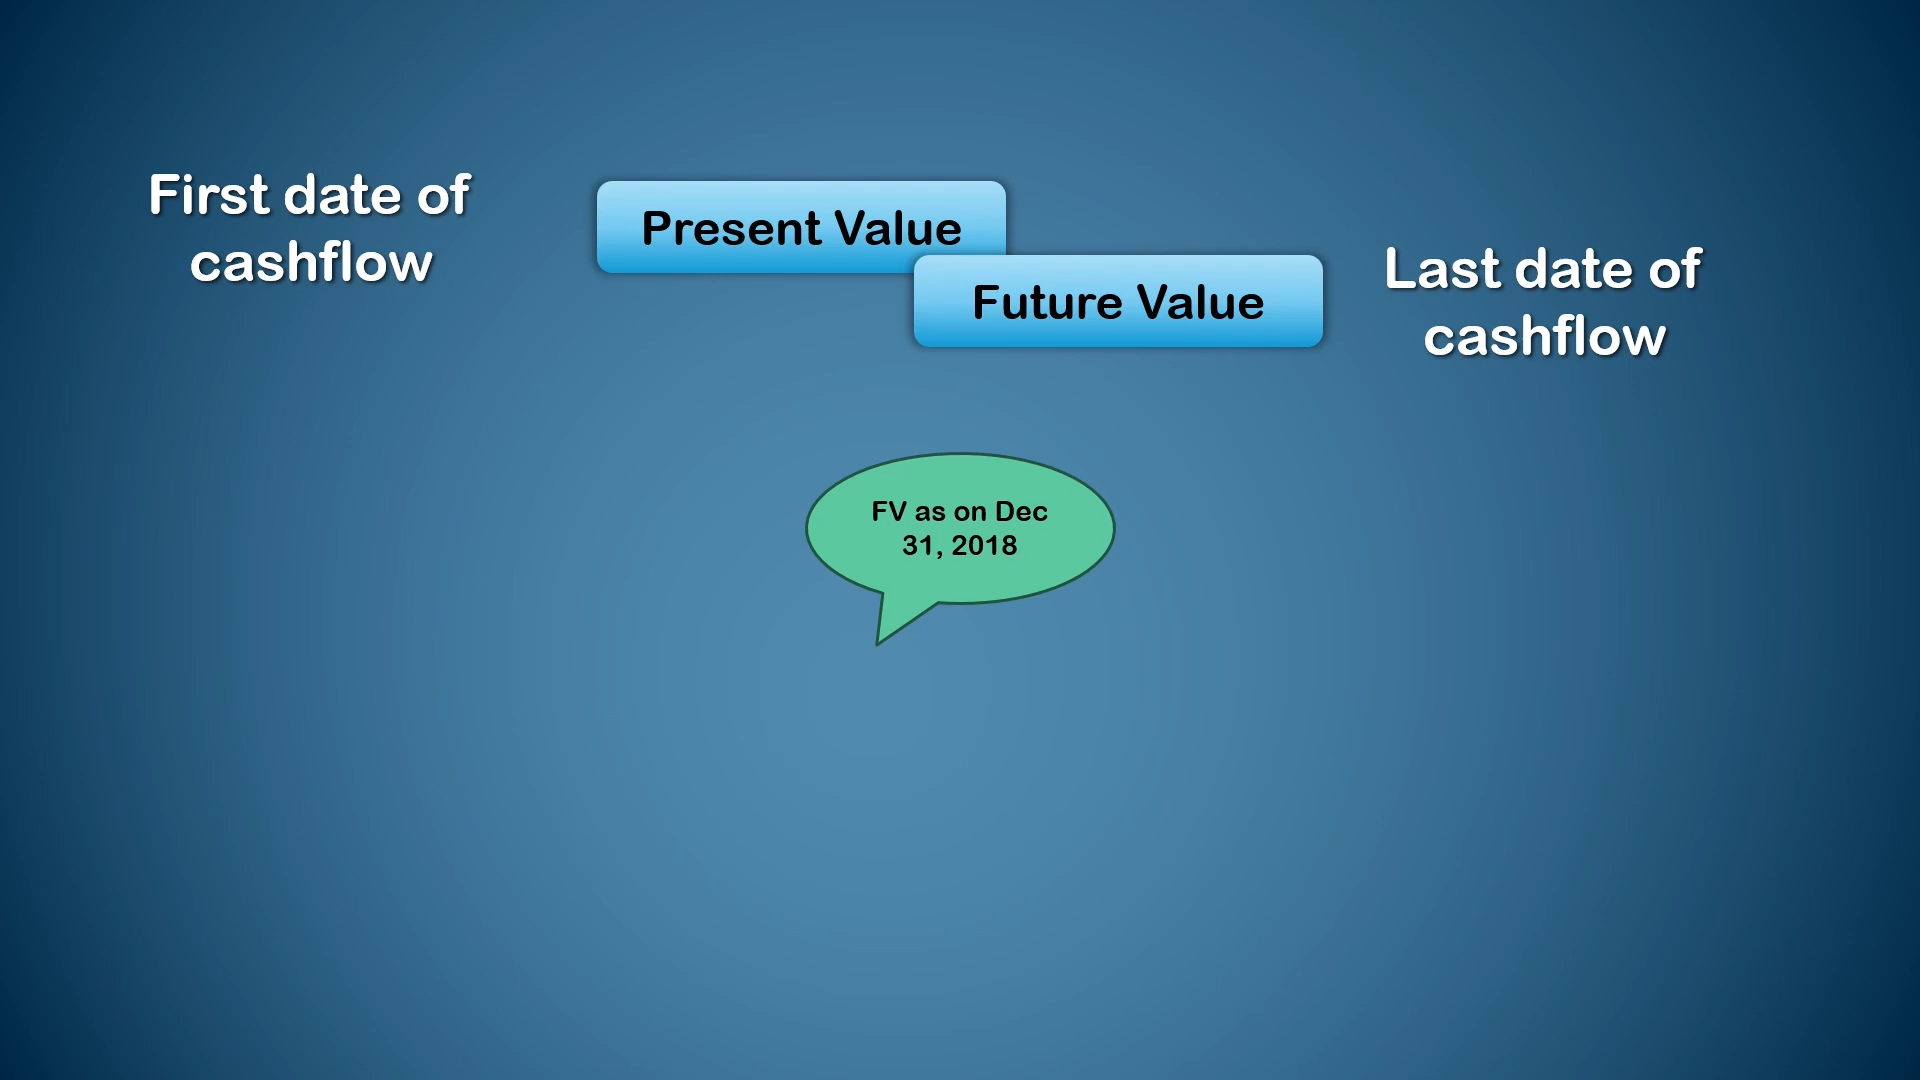 First date of
cashflow
Present Value
Future Value
Last date of
cashflow
FV as on Dec
31, 2018